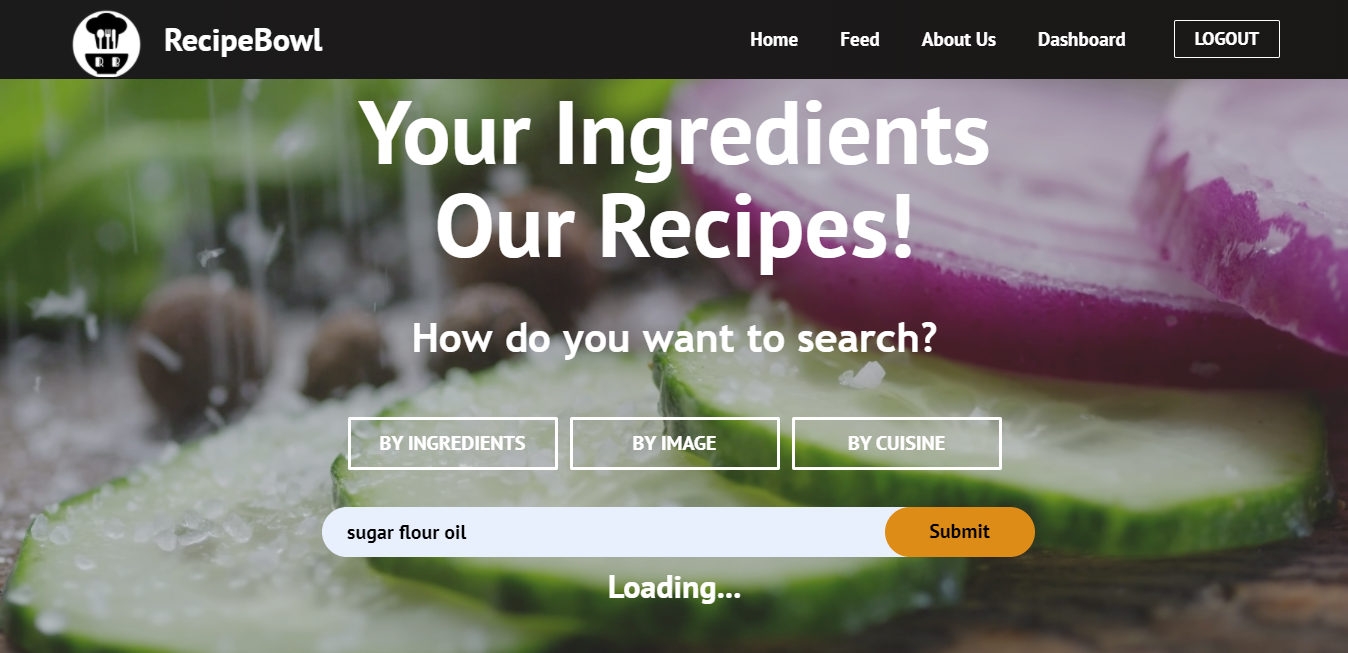 R B
RecipeBowl
Home
Feed
About Us
Dashboard
LOGOUT
Your Ingredients
Our Recipes!
How do you want to search?
BY INGREDIENTS
BY IMAGE
BY CUISINE
sugar flour oil
Submit
Loading...